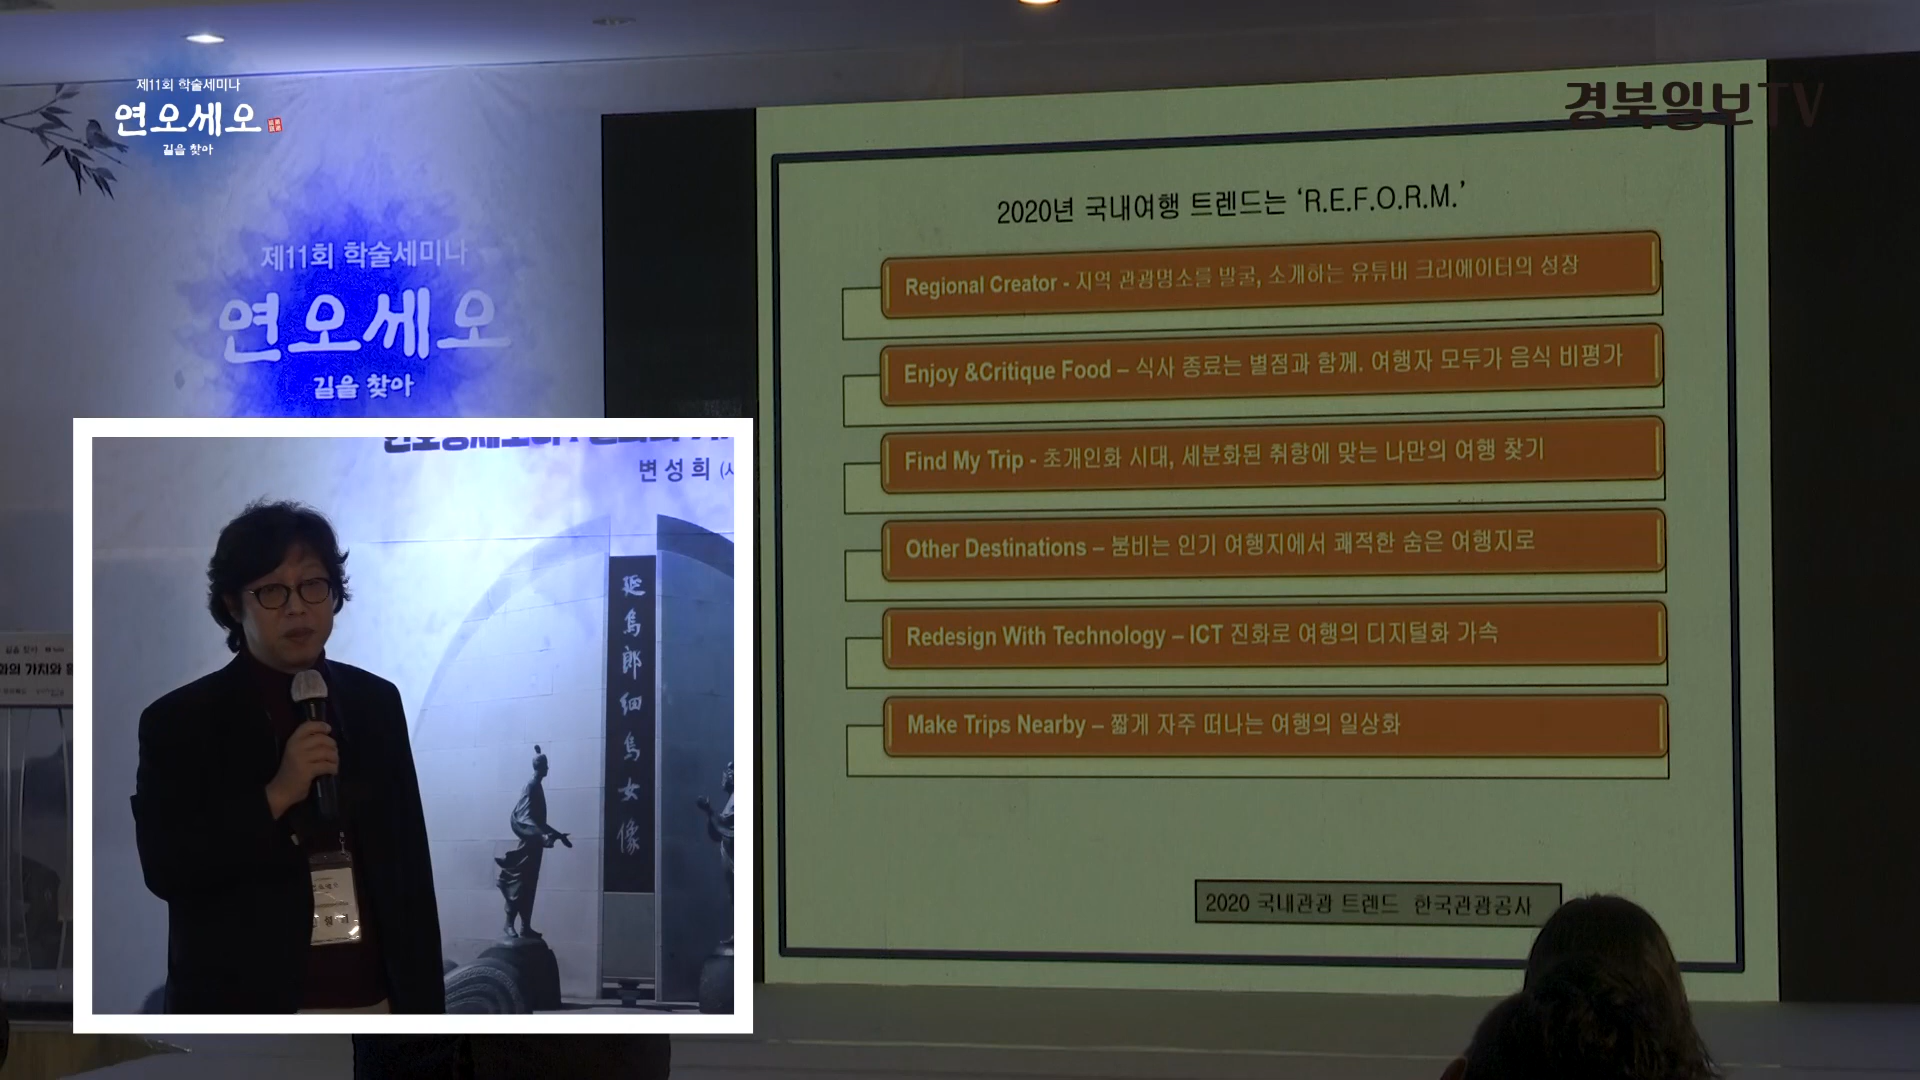 제11회 학술세미나
연오세오
길을 찾아
경북일보TV
제11회 학술세미나
연오세오
길을 찾아
2020년 국내여행 트렌드는 ‘R.E.F.O.R.M.’
Regional Creator - 지역 관광명소를 발굴, 소개하는 유튜버 크리에이터의 성장
Enjoy &Critique Food – 식사 종료는 별점과 함께. 여행자 모두가 음식 비평가
Find My Trip - 초개인화 시대, 세분화된 취향에 맞는 나만의 여행 찾기
Other Destinations – 붐비는 인기 여행지에서 쾌적한 숨은 여행지로
Redesign With Technology – ICT 진화로 여행의 디지털화 가속
Make Trips Nearby – 짧게 자주 떠나는 여행의 일상화
2020 국내관광 트렌드 한국관광공사
변성희
延烏郎細烏女像
길을 찾아
가치와